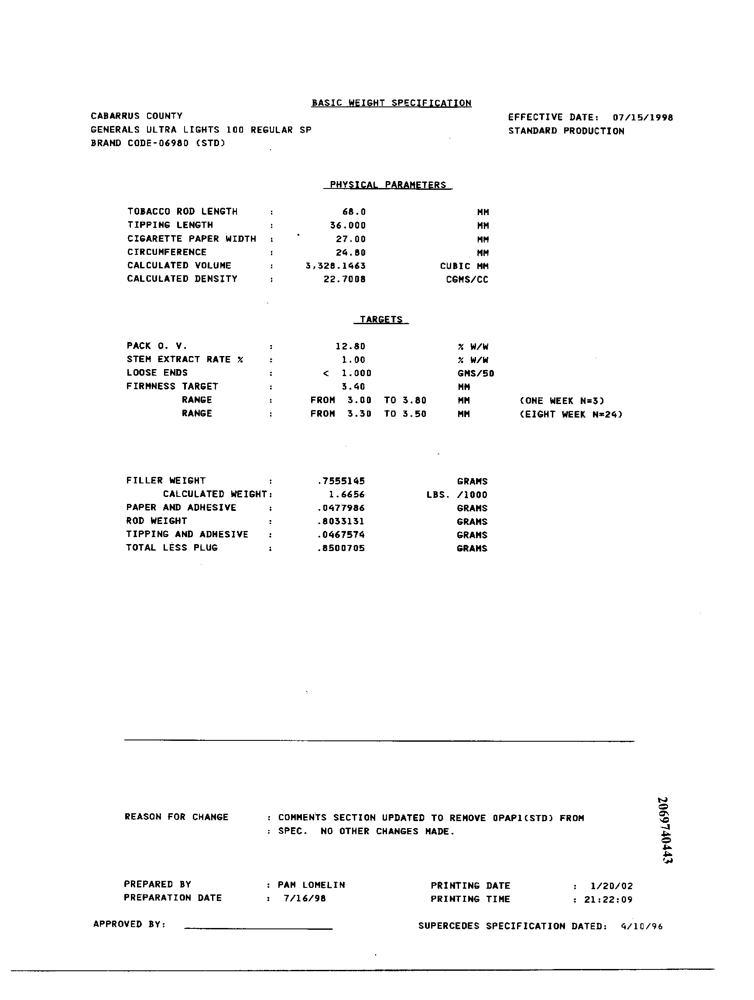 BASIC WEIGHT SPECIFICATION
CABARRUS COUNTY EFFECTIVE DATE: 07/15/1998
GENERALS ULTRA LIGHTS 100 REGULAR SP STANDARD PRODUCTION
BRAND CODE-06980 (STD)
PHYSICAL PARAMETERS
TOBACCO ROD LENGTH : 68.0 MM
TIPPING LENGTH : 36.000 MM
CIGARETTE PAPER WIDTH : 27.00 MM
CIRCUMFERENCE : 24.80 MM
CALCULATED VOLUME : 3,328.1463 CUBIC MM
CALCULATED DENSITY : 22.7008 CGMS/CC
TARGETS
PACK O. V. : 12.80 % W/W
STEM EXTRACT RATE % : 1.00 % W/W
LOOSE ENDS : < 1.000 GMS/50
FIRMNESS TARGET : 3.40 MM
RANGE : FROM 3.00 TO 3.80 MM (ONE WEEK N=3)
RANGE : FROM 3.30 TO 3.50 MM (EIGHT WEEK N=24)
FILLER WEIGHT : .7555145 GRAMS
CALCULATED WEIGHT: 1.6656 LBS. /1000
PAPER AND ADHESIVE : .0477986 GRAMS
ROD WEIGHT : .8033131 GRAMS
TIPPING AND ADHESIVE : .0467574 GRAMS
TOTAL LESS PLUG : .8500705 GRAMS
REASON FOR CHANGE : COMMENTS SECTION UPDATED TO REMOVE OPAP1(STD) FROM
: SPEC. NO OTHER CHANGES MADE.
2069740443
PREPARED BY : PAM LOMELIN PRINTING DATE : 1/20/02
PREPARATION DATE : 7/16/98 PRINTING TIME : 21:22:09
APPROVED BY: SUPERCEDES SPECIFICATION DATED: 4/10/96